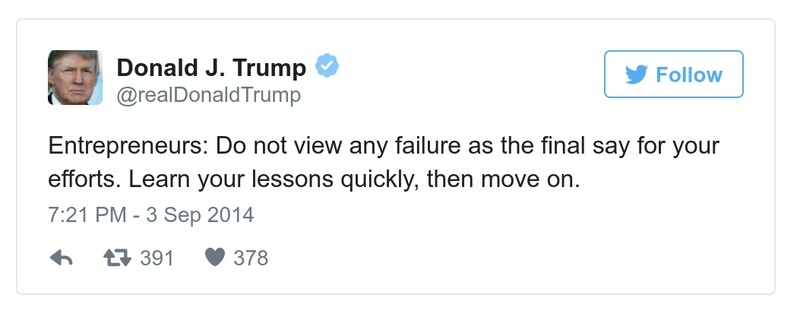 Donald J. Trump
@realDonaldTrump
Follow
Entrepreneurs: Do not view any failure as the final say for your
efforts. Learn your lessons quickly, then move on.
7:21 PM - 3 Sep 2014
391 378